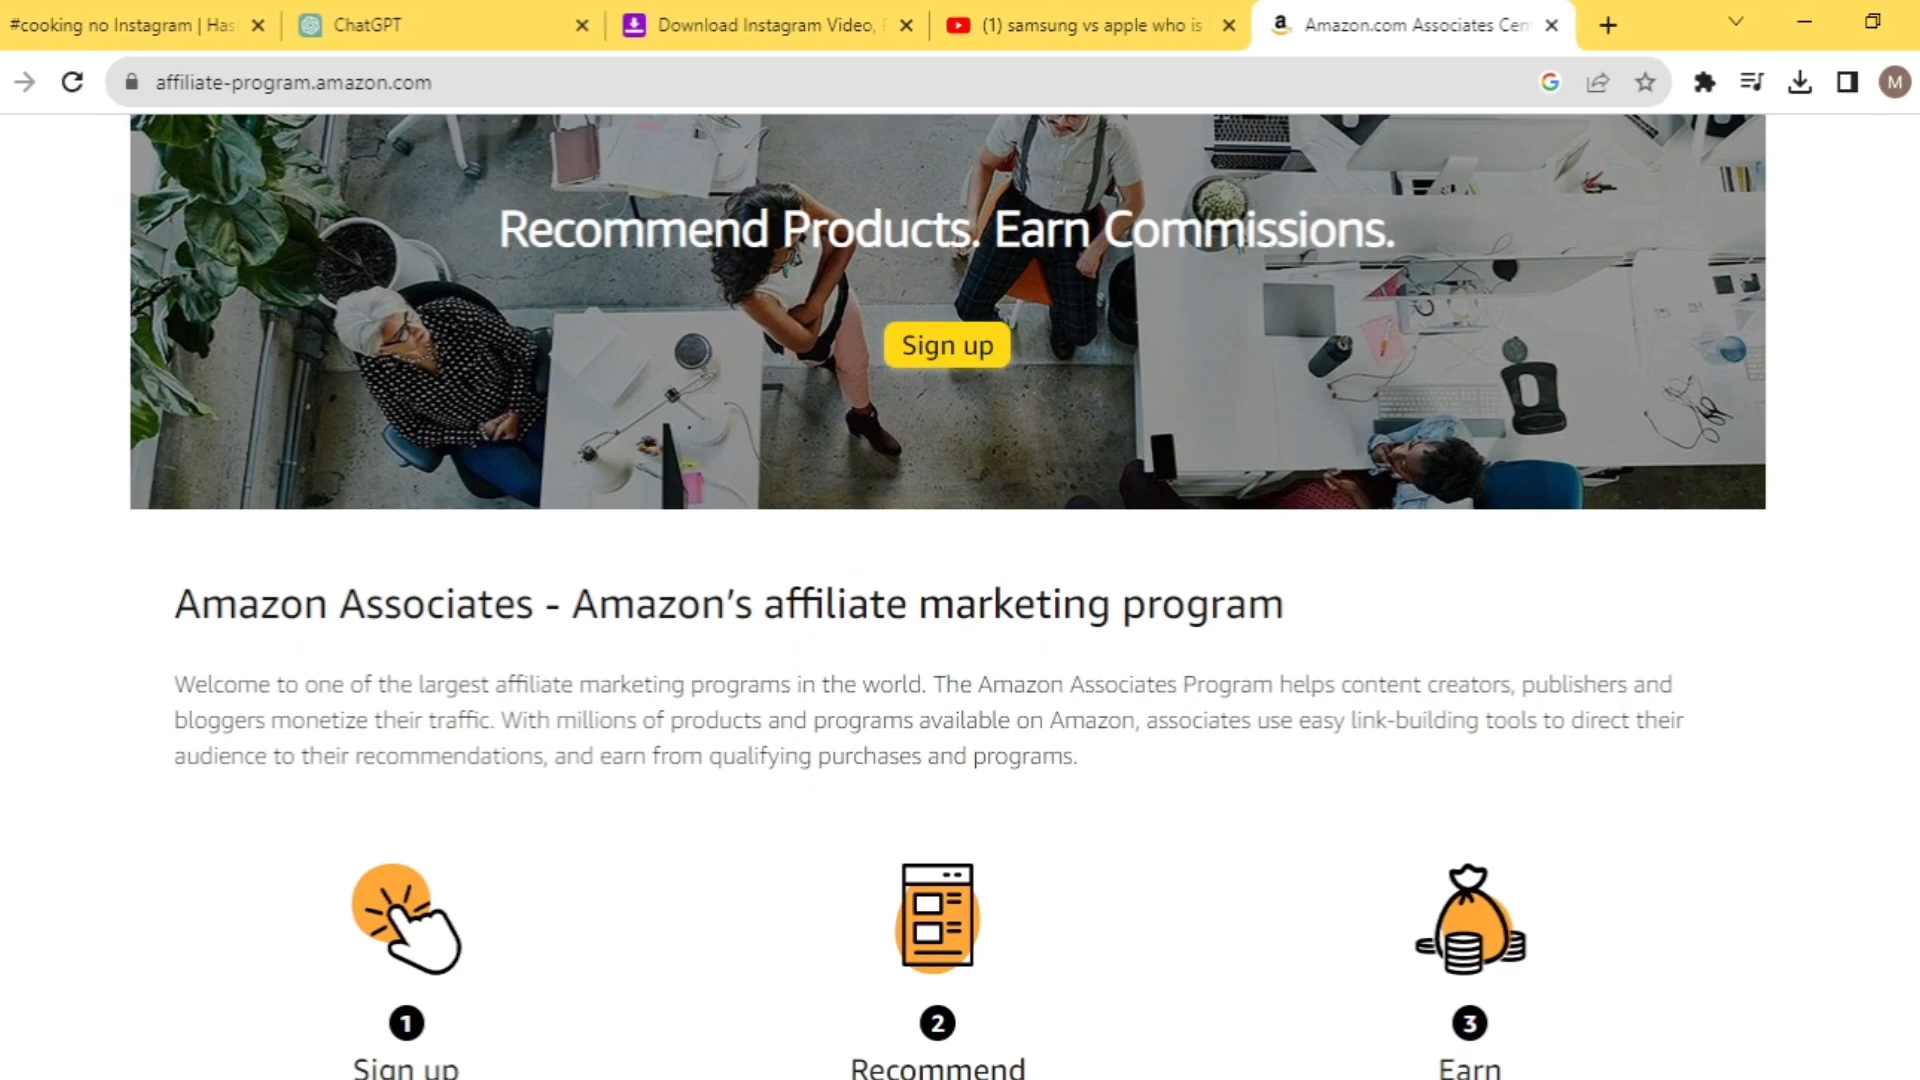 #cooking no Instagram | Has
ChatGPT
Download Instagram Video,
(1) samsung vs apple who is
Amazon.com Associates Cen
affiliate-program.amazon.com
M
Recommend Products. Earn Commissions.
Sign up
Amazon Associates - Amazon’s affiliate marketing program
Welcome to one of the largest affiliate marketing programs in the world. The Amazon Associates Program helps content creators, publishers and
bloggers monetize their traffic. With millions of products and programs available on Amazon, associates use easy link-building tools to direct their
audience to their recommendations, and earn from qualifying purchases and programs.
1
2
3
Sign up
Recommend
Earn